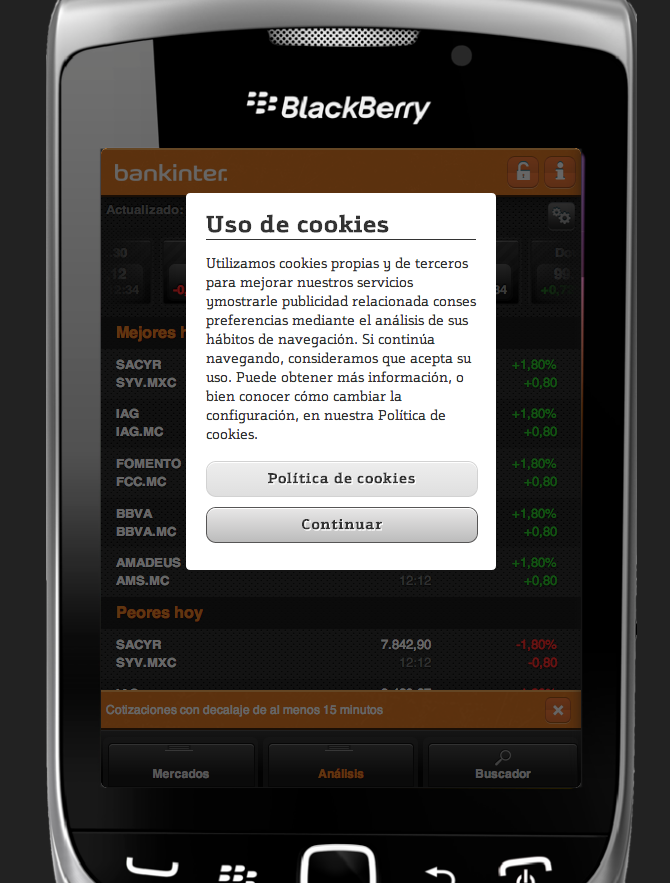 BlackBerry
bankinter.
Actualizado:
30
12
12:34
-0
34
Do
99
+0,7
Uso de cookies
Utilizamos cookies propias y de terceros
para mejorar nuestros servicios
ymostrarle publicidad relacionada conses
preferencias mediante el análisis de sus
hábitos de navegación. Si continúa
navegando, consideramos que acepta su
uso. Puede obtener más información, o
bien conocer cómo cambiar la
configuración, en nuestra Política de
cookies.
Política de cookies
Continuar
Mejores h
SACYR +1,80%
SYV.MXC +0,80
IAG +1,80%
IAG.MC +0,80
FOMENTO +1,80%
FCC.MC +0,80
BBVA +1,80%
BBVA.MC +0,80
AMADEUS +1,80%
AMS.MC 12:12 +0,80
Peores hoy
SACYR 7.842,90 -1,80%
SYV.MXC 12:12 -0,80
Cotizaciones con decalaje de al menos 15 minutos
Mercados Análisis Buscador